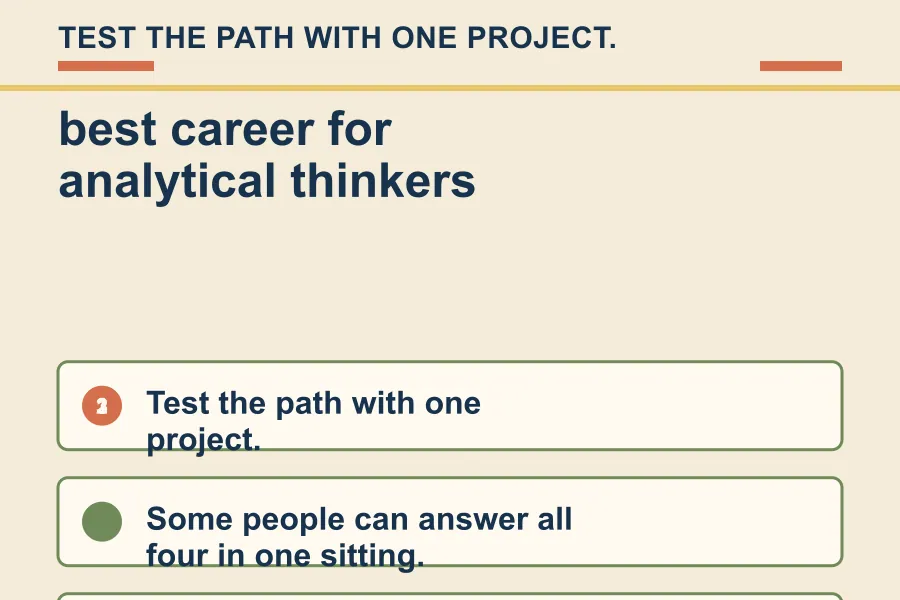 TEST THE PATH WITH ONE PROJECT.
best career for
analytical thinkers
Test the path with one
project.
Some people can answer all
four in one sitting.